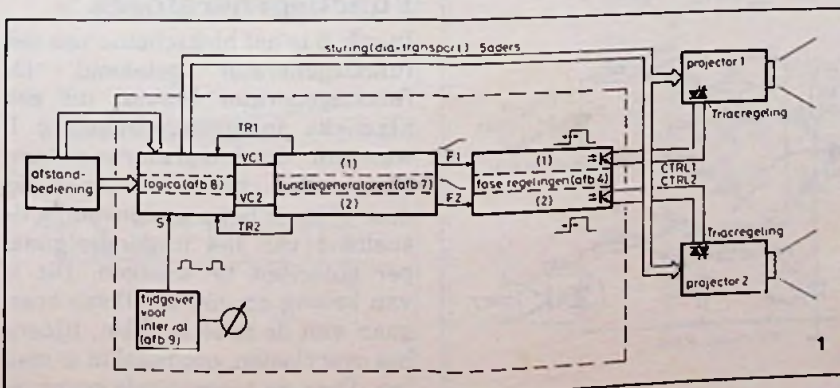 sturing(dia-transport) 5aders
projector 1
Triacregeling
TR1
afstand-
bediening
logica (afb 8)
VC1
VC2
(1)
functiegeneratoren (afb 7)
(2)
F1
F2
(1)
fase regelingen (afb 4)
(2)
CTRL1
CTRL2
TR2
S
Triacregeling
projector 2
tijdgever
voor
interval
(afb 9)
1